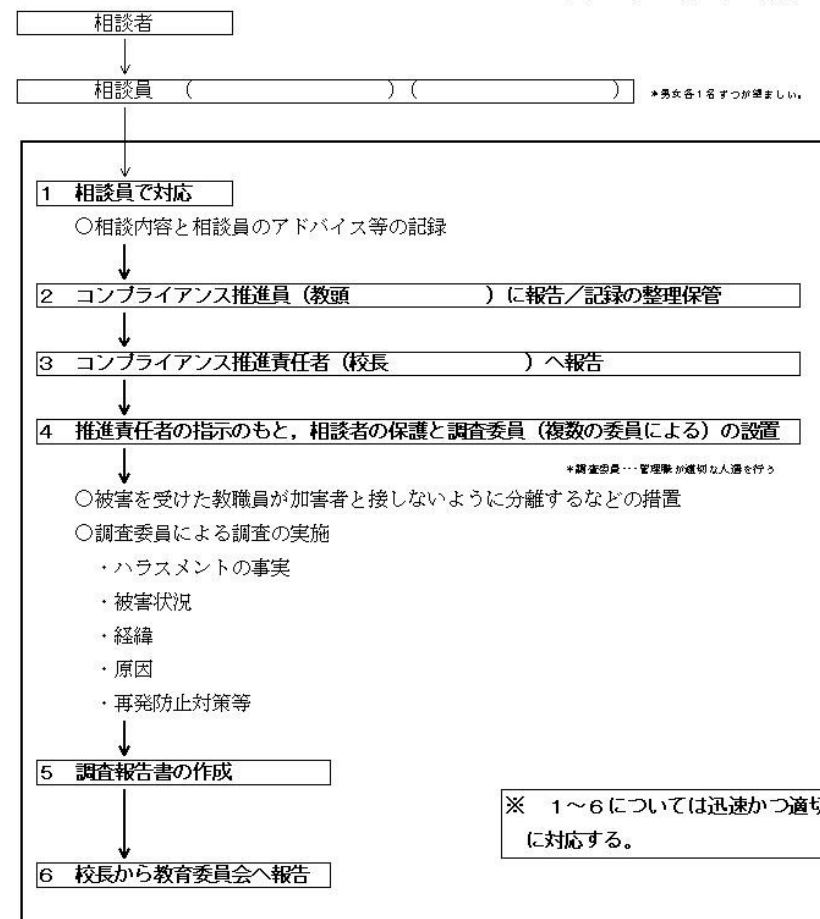 相談者
相談員　（　　　　　　　　　　）（　　　　　　　　　　）
*男女各1名ずつが望ましい。
1　相談員で対応
○相談内容と相談員のアドバイス等の記録
2　コンプライアンス推進員（教頭　　　　　　　）に報告／記録の整理保管
3　コンプライアンス推進責任者（校長　　　　　　　）へ報告
4　推進責任者の指示のもと，相談者の保護と調査委員（複数の委員による）の設置
*調査委員･･･管理職が適切な人選を行う
○被害を受けた教職員が加害者と接しないように分離するなどの措置
○調査委員による調査の実施
・ハラスメントの事実
・被害状況
・経緯
・原因
・再発防止対策等
5　調査報告書の作成
※　1～6については迅速かつ適切
に対応する。
6　校長から教育委員会へ報告